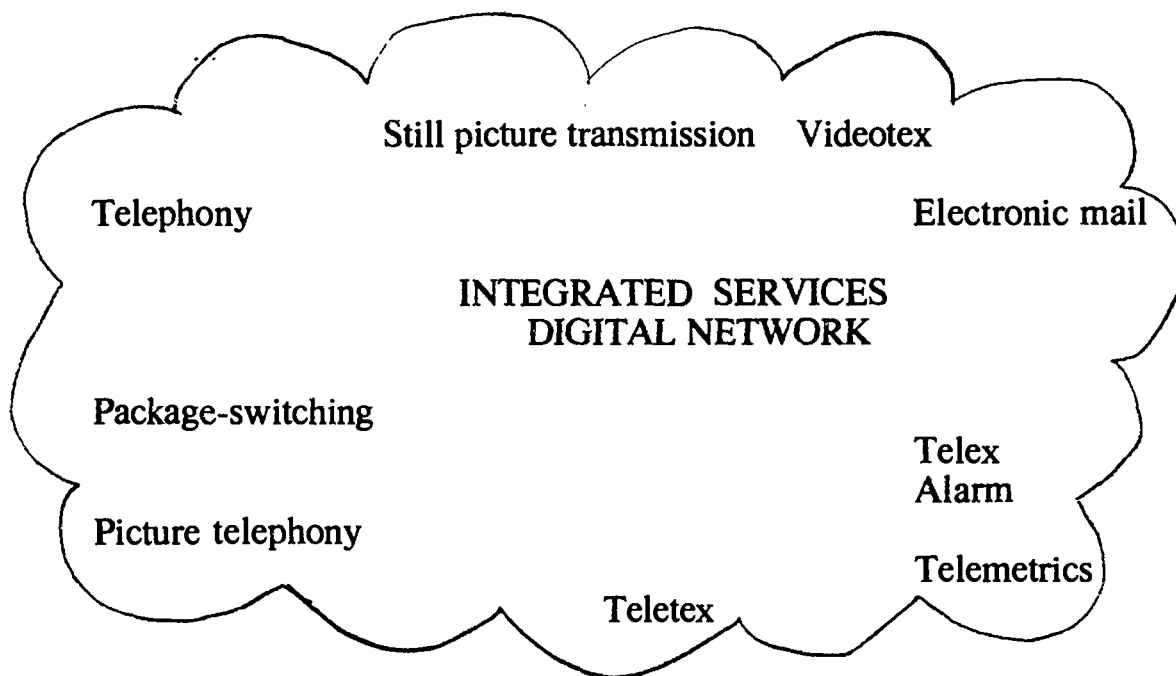 Still picture transmission Videotex
Telephony
Electronic mail
INTEGRATED SERVICES
DIGITAL NETWORK
Package-switching
Telex
Alarm
Picture telephony
Telemetrics
Teletex